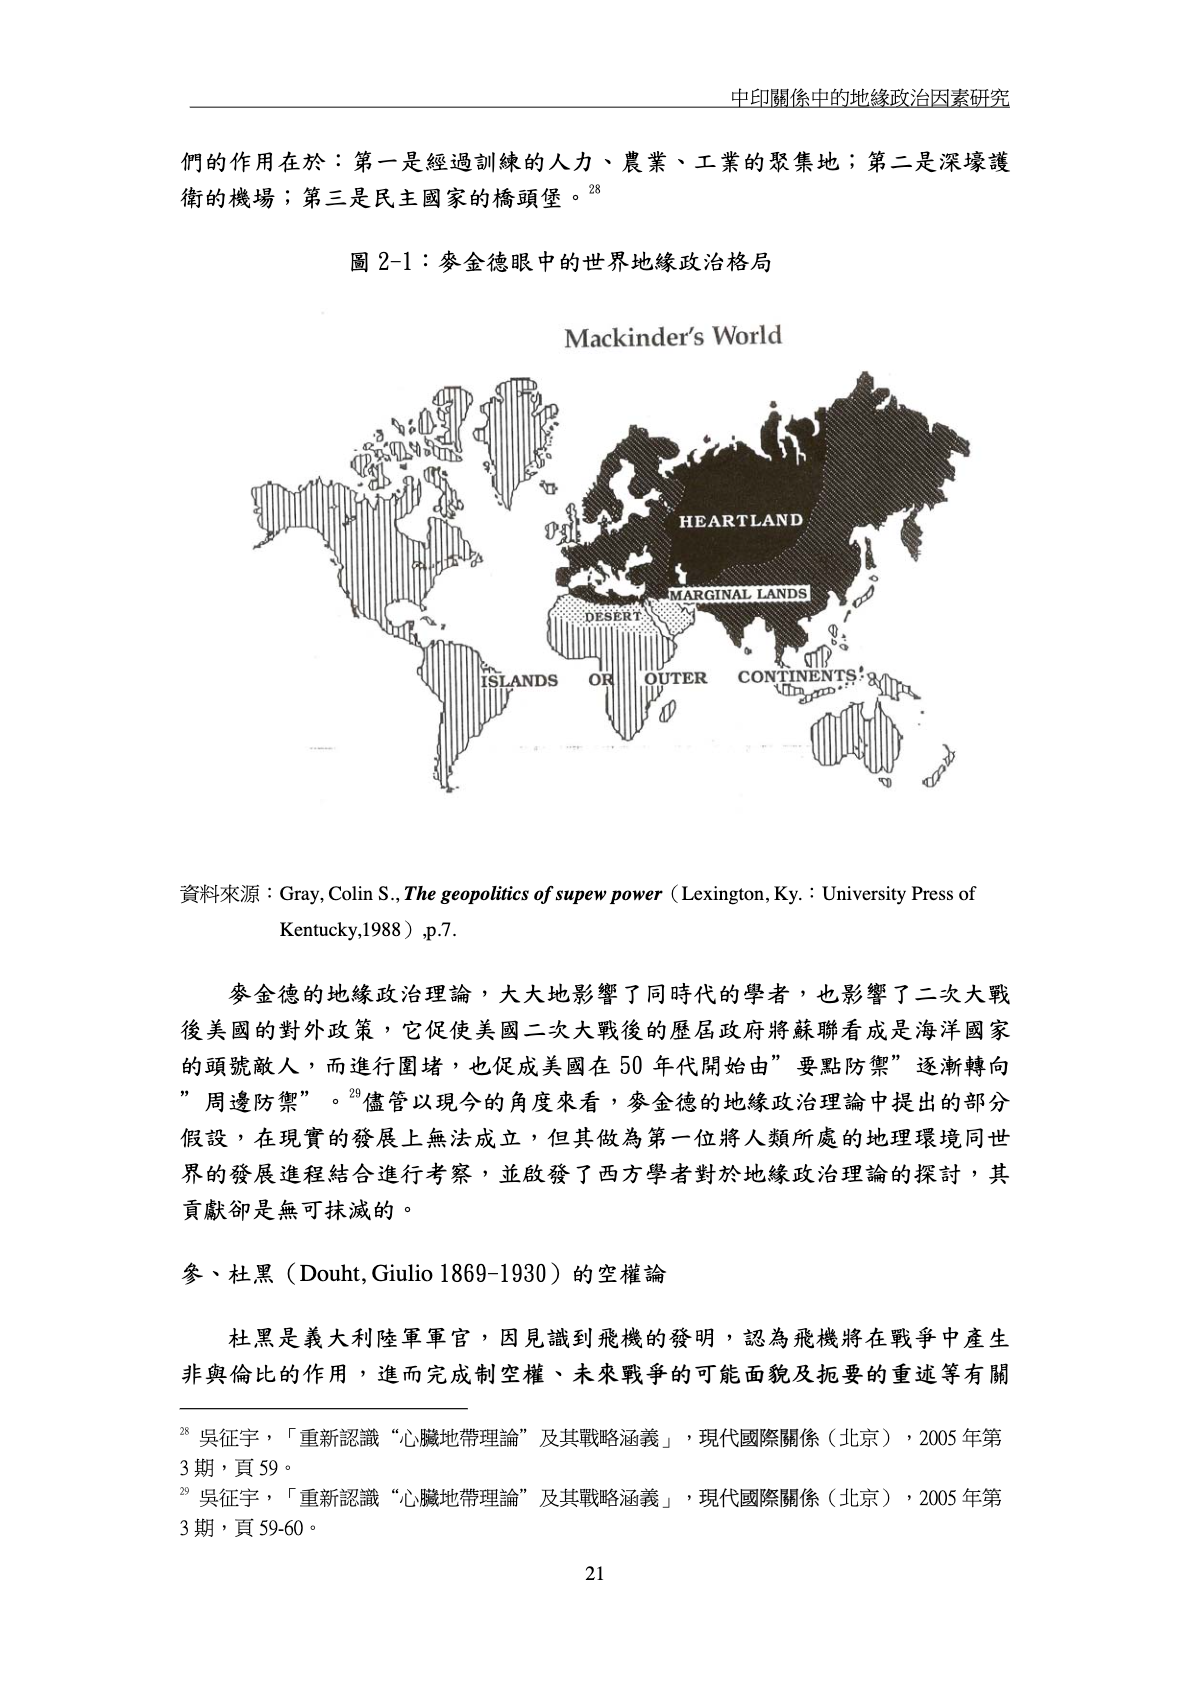 中印關係中的地緣政治因素研究
們的作用在於：第一是經過訓練的人力、農業、工業的聚集地；第二是深壕護
衛的機場；第三是民主國家的橋頭堡。28
圖 2-1：麥金德眼中的世界地緣政治格局
Mackinder's World
HEARTLAND
MARGINAL LANDS
DESERT
ISLANDS OR OUTER CONTINENTS
資料來源：Gray, Colin S., The geopolitics of supew power（Lexington, Ky.：University Press of
Kentucky,1988）,p.7.
麥金德的地緣政治理論，大大地影響了同時代的學者，也影響了二次大戰
後美國的對外政策，它促使美國二次大戰後的歷屆政府將蘇聯看成是海洋國家
的頭號敵人，而進行圍堵，也促成美國在 50 年代開始由”要點防禦”逐漸轉向
”周邊防禦”。29儘管以現今的角度來看，麥金德的地緣政治理論中提出的部分
假設，在現實的發展上無法成立，但其做為第一位將人類所處的地理環境同世
界的發展進程結合進行考察，並啟發了西方學者對於地緣政治理論的探討，其
貢獻卻是無可抹滅的。
參、杜黑（Douht, Giulio 1869-1930）的空權論
杜黑是義大利陸軍軍官，因見識到飛機的發明，認為飛機將在戰爭中產生
非與倫比的作用，進而完成制空權、未來戰爭的可能面貌及扼要的重述等有關
28 吳征宇，「重新認識“心臟地帶理論”及其戰略涵義」，現代國際關係（北京），2005 年第
3 期，頁 59。
29 吳征宇，「重新認識“心臟地帶理論”及其戰略涵義」，現代國際關係（北京），2005 年第
3 期，頁 59-60。
21